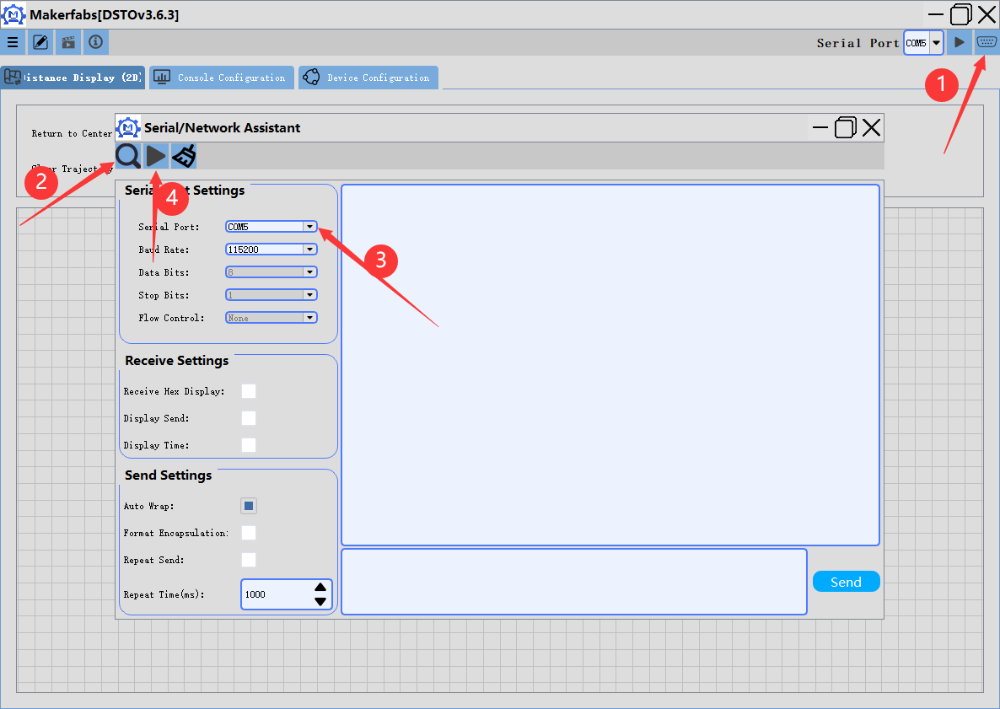 Makerfabs[DSTOv3.6.3]
Serial Port COM5
1
Distance Display (2D)
Console Configuration
Device Configuration
Return to Center
Serial/Network Assistant
2
4
Settings
Serial Port: COM5
Baud Rate: 115200
3
Data Bits: 8
Stop Bits: 1
Flow Control: None
Receive Settings
Receive Hex Display:
Display Send:
Display Time:
Send Settings
Auto Wrap:
Format Encapsulation:
Repeat Send:
Repeat Time(ms): 1000
Send